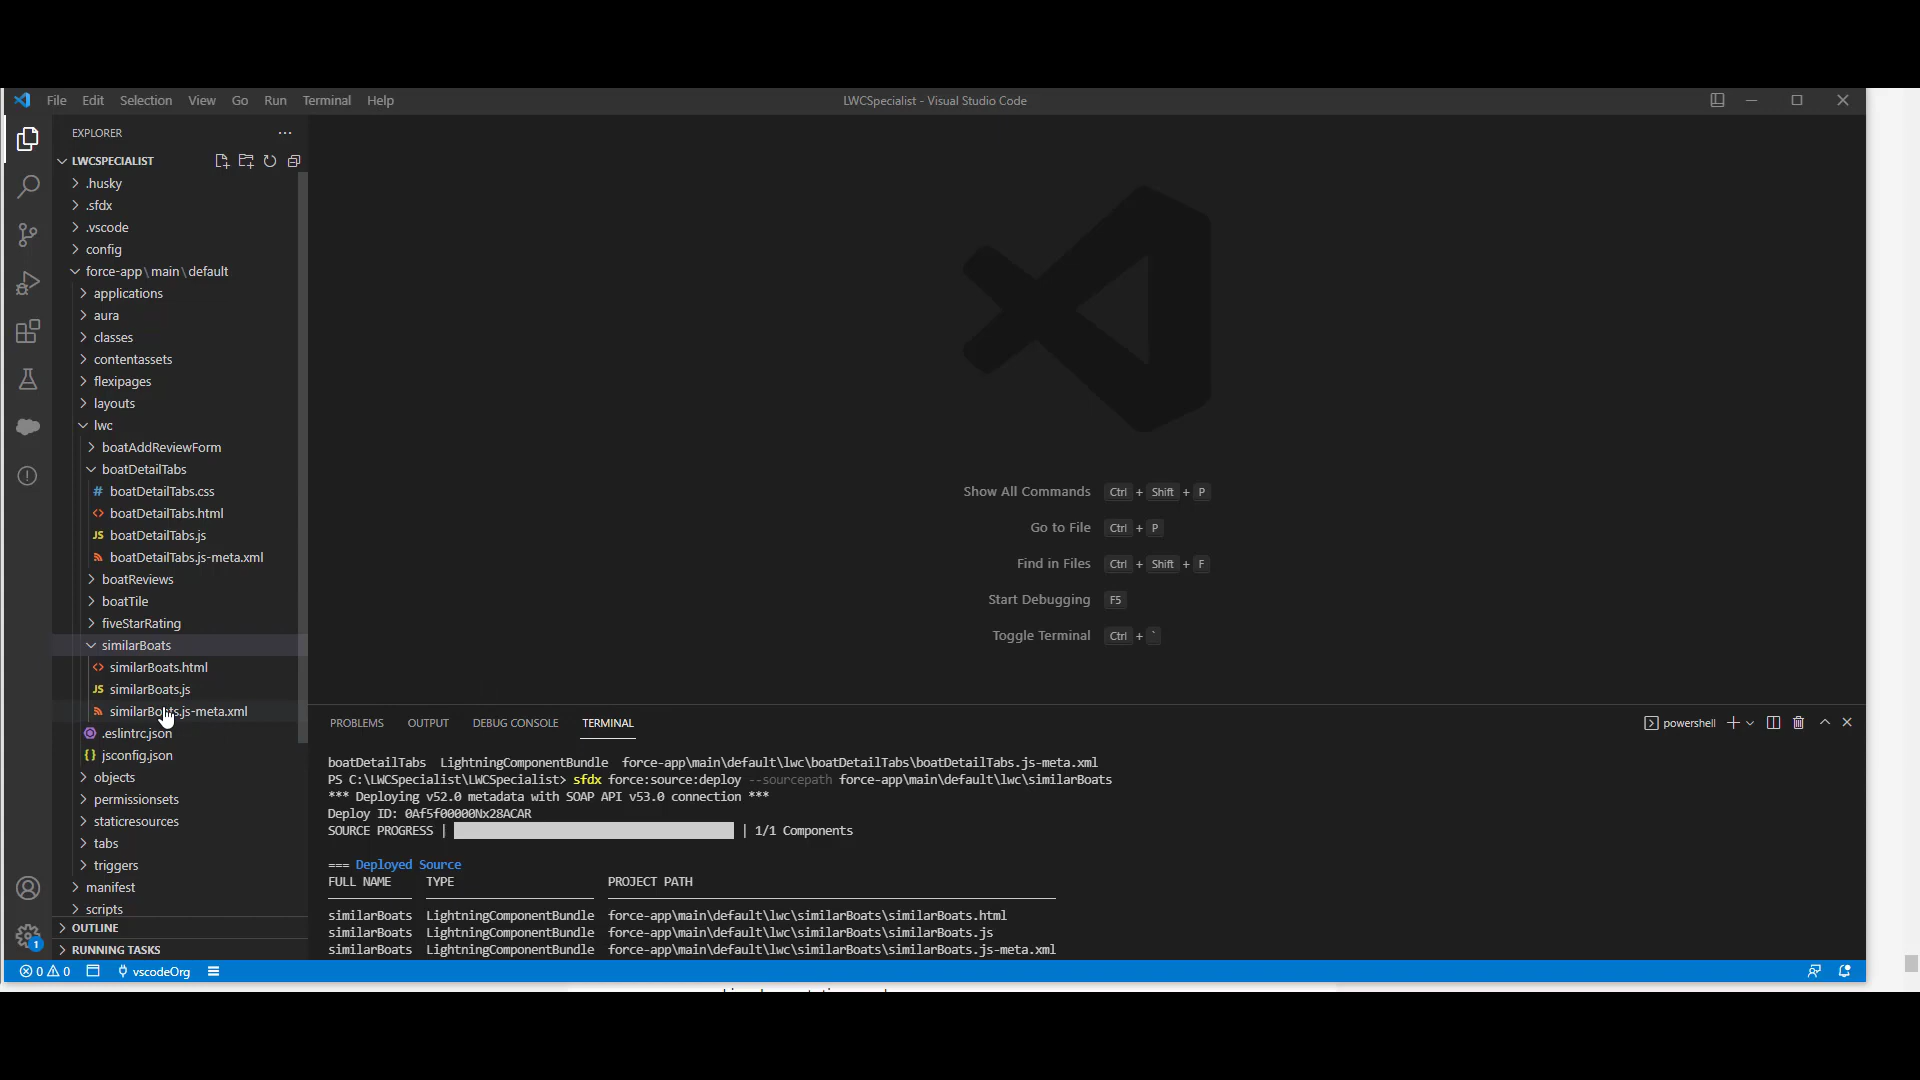 File Edit Selection View Go Run Terminal Help
LWCSpecialist - Visual Studio Code
EXPLORER
LWCSPECIALIST
.husky
.sfdx
.vscode
config
force-app\main\default
applications
aura
classes
contentassets
flexipages
layouts
lwc
boatAddReviewForm
boatDetailTabs
boatDetailTabs.css
boatDetailTabs.html
boatDetailTabs.js
boatDetailTabs.js-meta.xml
boatReviews
boatTile
fiveStarRating
similarBoats
similarBoats.html
similarBoats.js
similarBoats.js-meta.xml
.eslintrc.json
jsconfig.json
objects
permissionsets
staticresources
tabs
triggers
manifest
scripts
OUTLINE
RUNNING TASKS
Show All Commands Ctrl + Shift + P
Go to File Ctrl + P
Find in Files Ctrl + Shift + F
Start Debugging F5
Toggle Terminal Ctrl + `
PROBLEMS OUTPUT DEBUG CONSOLE TERMINAL
powershell
boatDetailTabs LightningComponentBundle force-app\main\default\lwc\boatDetailTabs\boatDetailTabs.js-meta.xml
PS C:\LWCSpecialist\LWCSpecialist> sfdx force:source:deploy --sourcepath force-app\main\default\lwc\similarBoats
*** Deploying v52.0 metadata with SOAP API v53.0 connection ***
Deploy ID: 0Af5f00000Nx28ACAR
SOURCE PROGRESS | | 1/1 Components
=== Deployed Source
FULL NAME TYPE PROJECT PATH
similarBoats LightningComponentBundle force-app\main\default\lwc\similarBoats\similarBoats.html
similarBoats LightningComponentBundle force-app\main\default\lwc\similarBoats\similarBoats.js
similarBoats LightningComponentBundle force-app\main\default\lwc\similarBoats\similarBoats.js-meta.xml
1
0 0 vscodeOrg